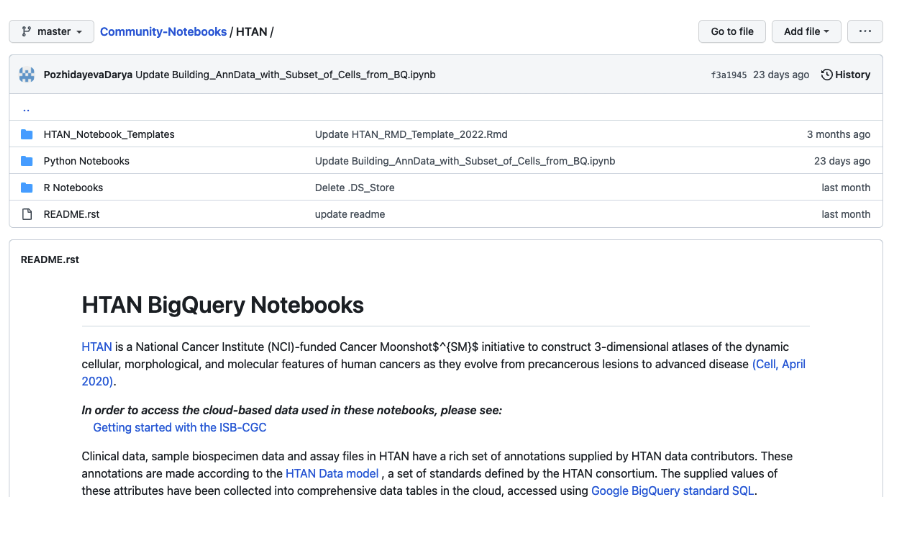 master
Community-Notebooks / HTAN /
Go to file
Add file
...
PozhidayevaDarya Update Building_AnnData_with_Subset_of_Cells_from_BQ.ipynb
f3a1945 23 days ago
History
..
HTAN_Notebook_Templates Update HTAN_RMD_Template_2022.Rmd 3 months ago
Python Notebooks Update Building_AnnData_with_Subset_of_Cells_from_BQ.ipynb 23 days ago
R Notebooks Delete .DS_Store last month
README.rst update readme last month
README.rst
HTAN BigQuery Notebooks
HTAN is a National Cancer Institute (NCI)-funded Cancer Moonshot$^{SM}$ initiative to construct 3-dimensional atlases of the dynamic
cellular, morphological, and molecular features of human cancers as they evolve from precancerous lesions to advanced disease (Cell, April
2020).
In order to access the cloud-based data used in these notebooks, please see:
Getting started with the ISB-CGC
Clinical data, sample biospecimen data and assay files in HTAN have a rich set of annotations supplied by HTAN data contributors. These
annotations are made according to the HTAN Data model , a set of standards defined by the HTAN consortium. The supplied values of
these attributes have been collected into comprehensive data tables in the cloud, accessed using Google BigQuery standard SQL.